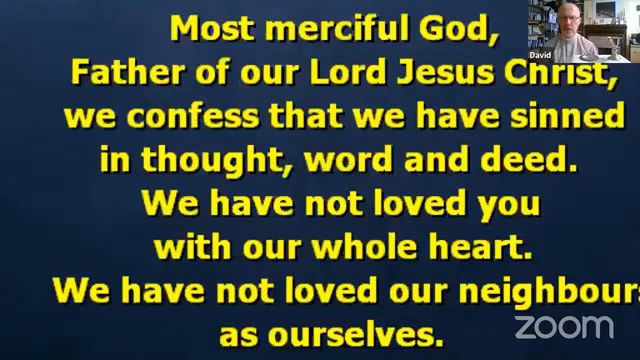 Most merciful God,
Father of our Lord Jesus Christ,
we confess that we have sinned
in thought, word and deed.
We have not loved you
with our whole heart.
We have not loved our neighbours
as ourselves.
David
zoom